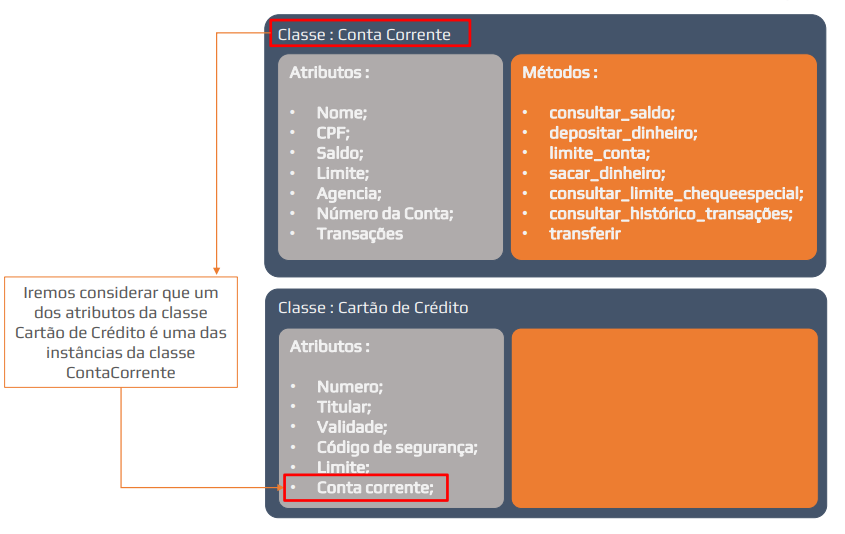 Classe : Conta Corrente
Atributos :
• Nome;
• CPF;
• Saldo;
• Limite;
• Agencia;
• Número da Conta;
• Transações
Métodos :
• consultar_saldo;
• depositar_dinheiro;
• limite_conta;
• sacar_dinheiro;
• consultar_limite_chequeespecial;
• consultar_histórico_transações;
• transferir
Iremos considerar que um
dos atributos da classe
Cartão de Crédito é uma das
instâncias da classe
ContaCorrente
Classe : Cartão de Crédito
Atributos :
• Numero;
• Titular;
• Validade;
• Código de segurança;
• Limite;
• Conta corrente;